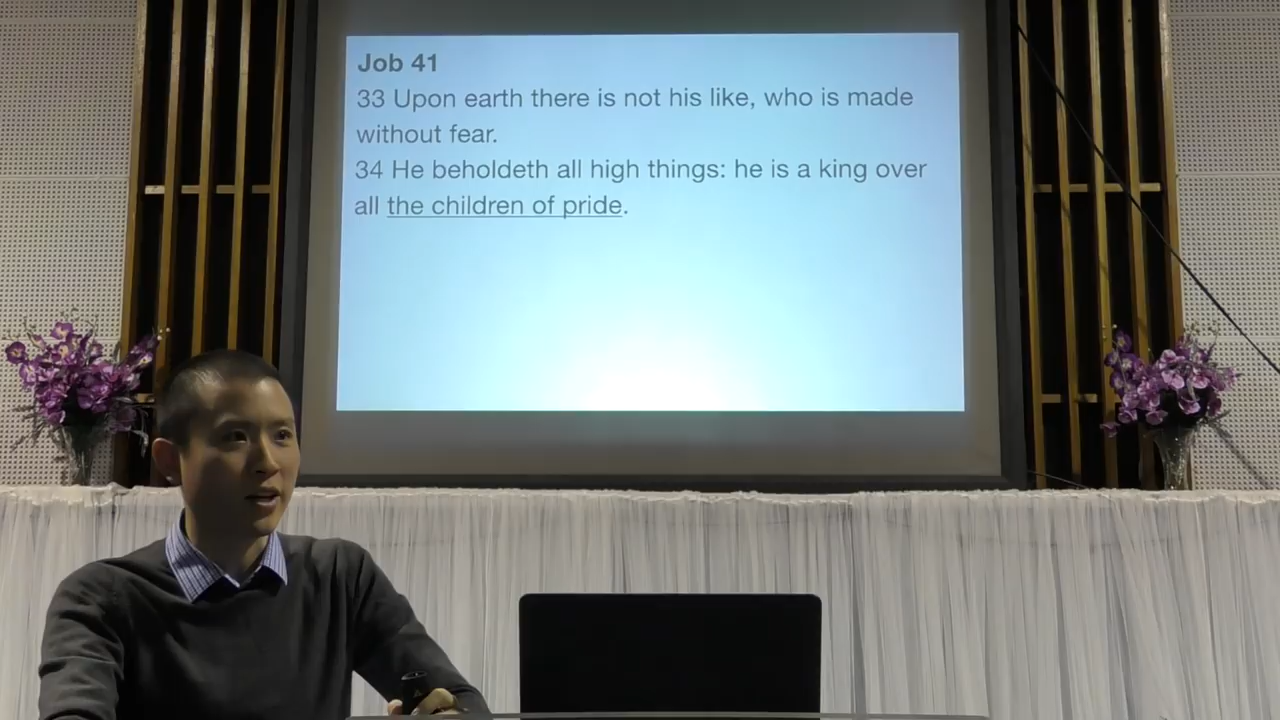 Job 41
33 Upon earth there is not his like, who is made
without fear.
34 He beholdeth all high things: he is a king over
all the children of pride.